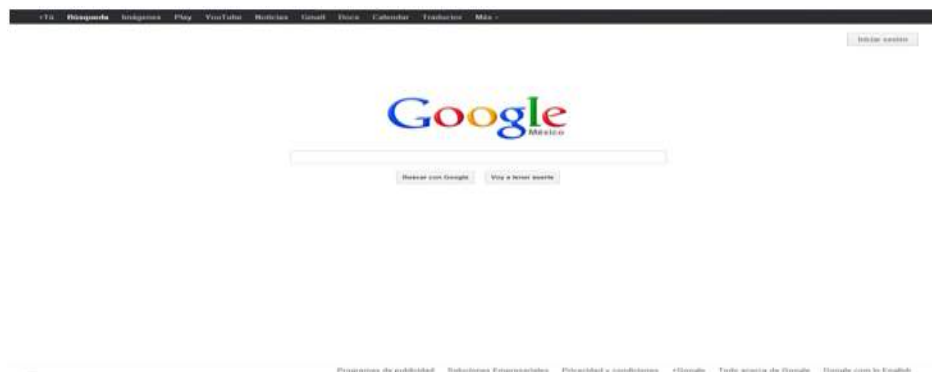 +Tú Búsqueda Imágenes Play YouTube Noticias Gmail Docs Calendar Traductor Más
Iniciar sesión
Google
México
Buscar con Google Voy a tener suerte
Programas de publicidad Soluciones Empresariales Privacidad y condiciones +Google Todo acerca de Google Google.com in English